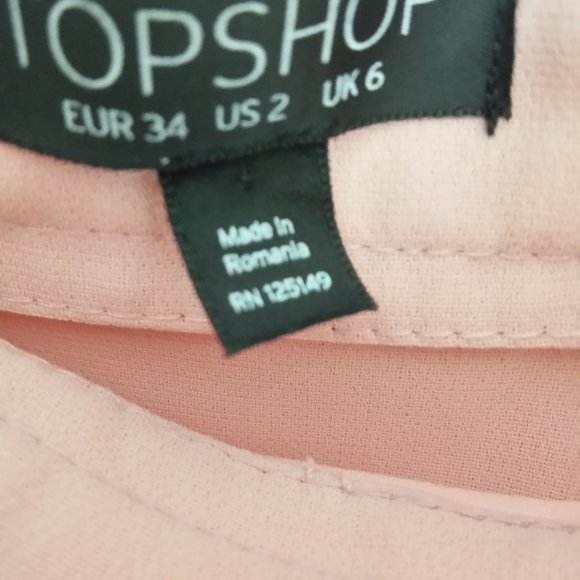 TOPSHOP
EUR 34 US 2 UK 6
Made in
Romania
RN 125149